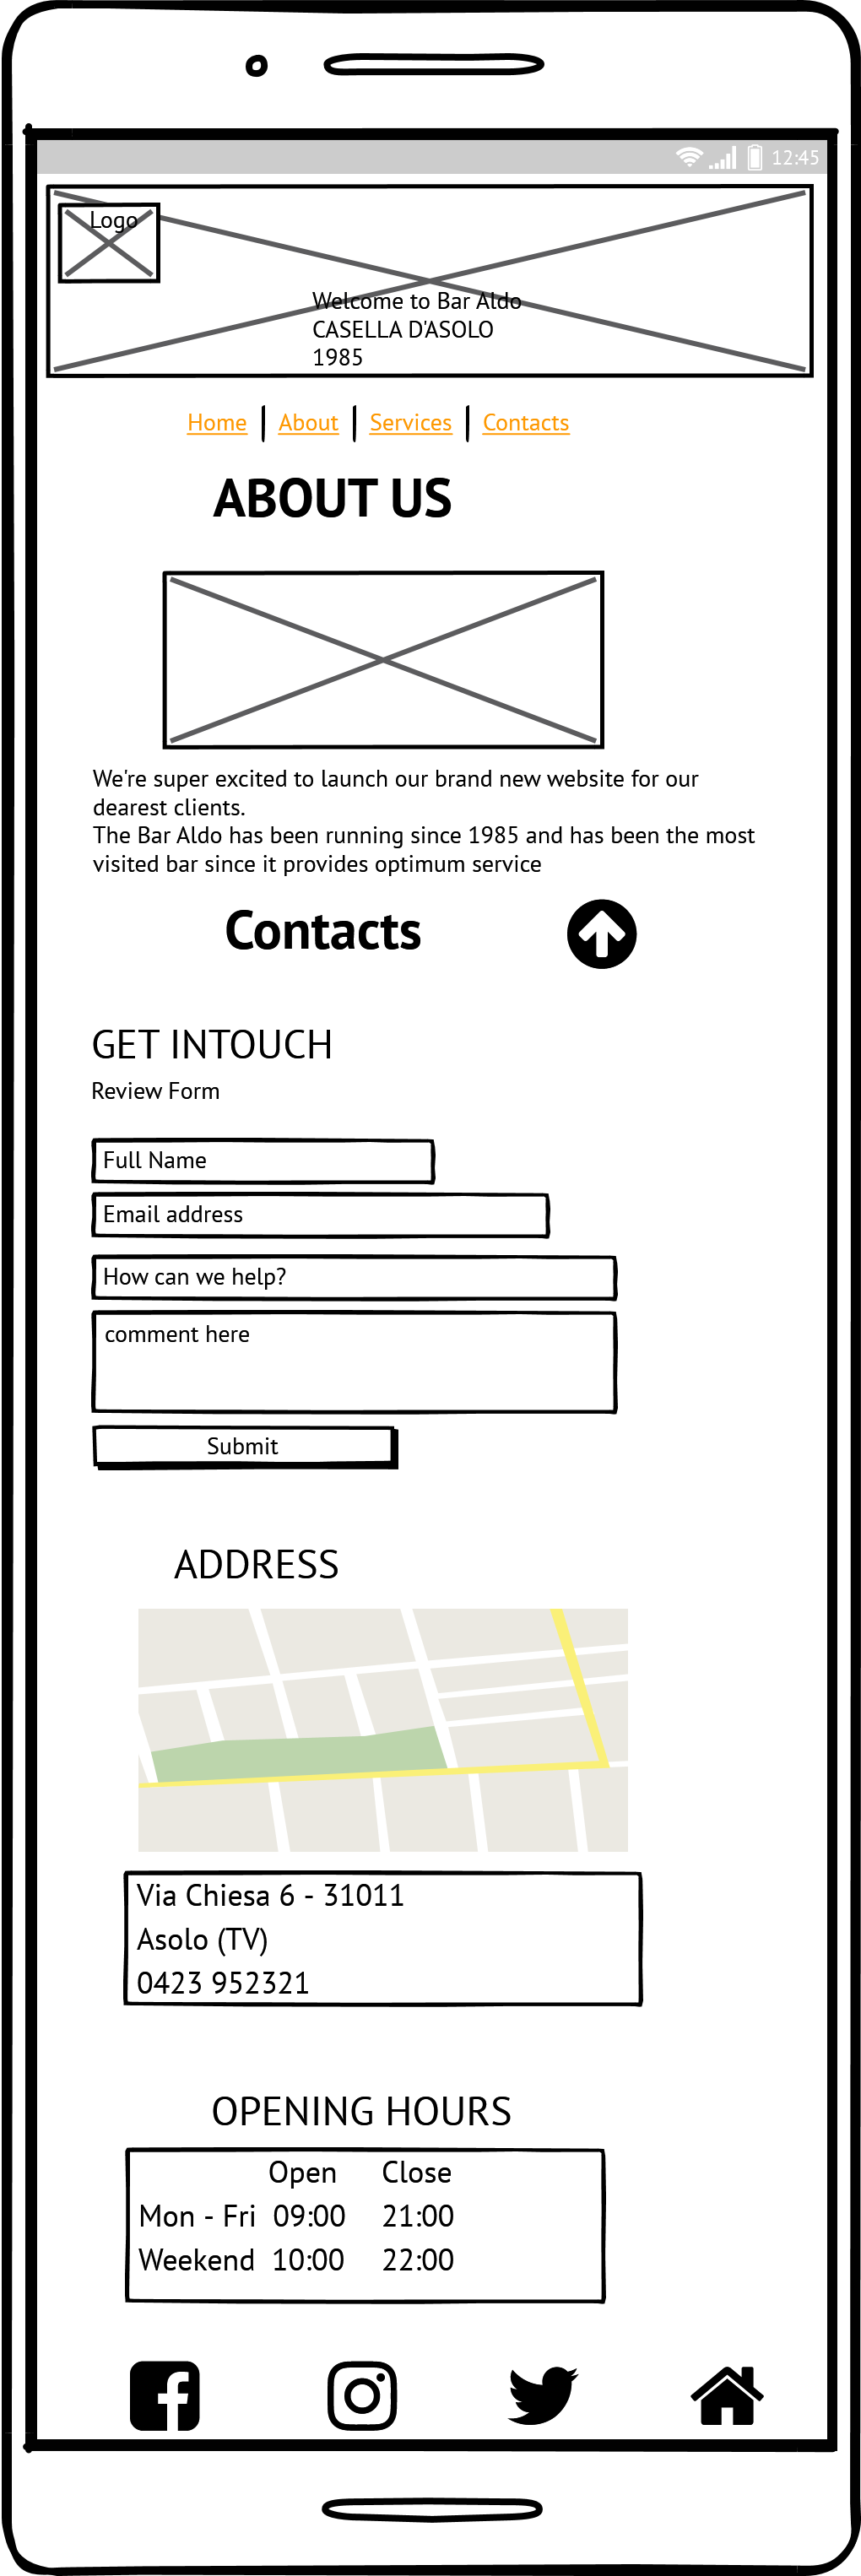 12:45
Logo
Welcome to Bar Aldo
CASELLA D'ASOLO
1985
Home | About | Services | Contacts
ABOUT US
We're super excited to launch our brand new website for our
dearest clients.
The Bar Aldo has been running since 1985 and has been the most
visited bar since it provides optimum service
Contacts
GET INTOUCH
Review Form
Full Name
Email address
How can we help?
comment here
Submit
ADDRESS
Via Chiesa 6 - 31011
Asolo (TV)
0423 952321
OPENING HOURS
Open Close
Mon - Fri 09:00 21:00
Weekend 10:00 22:00